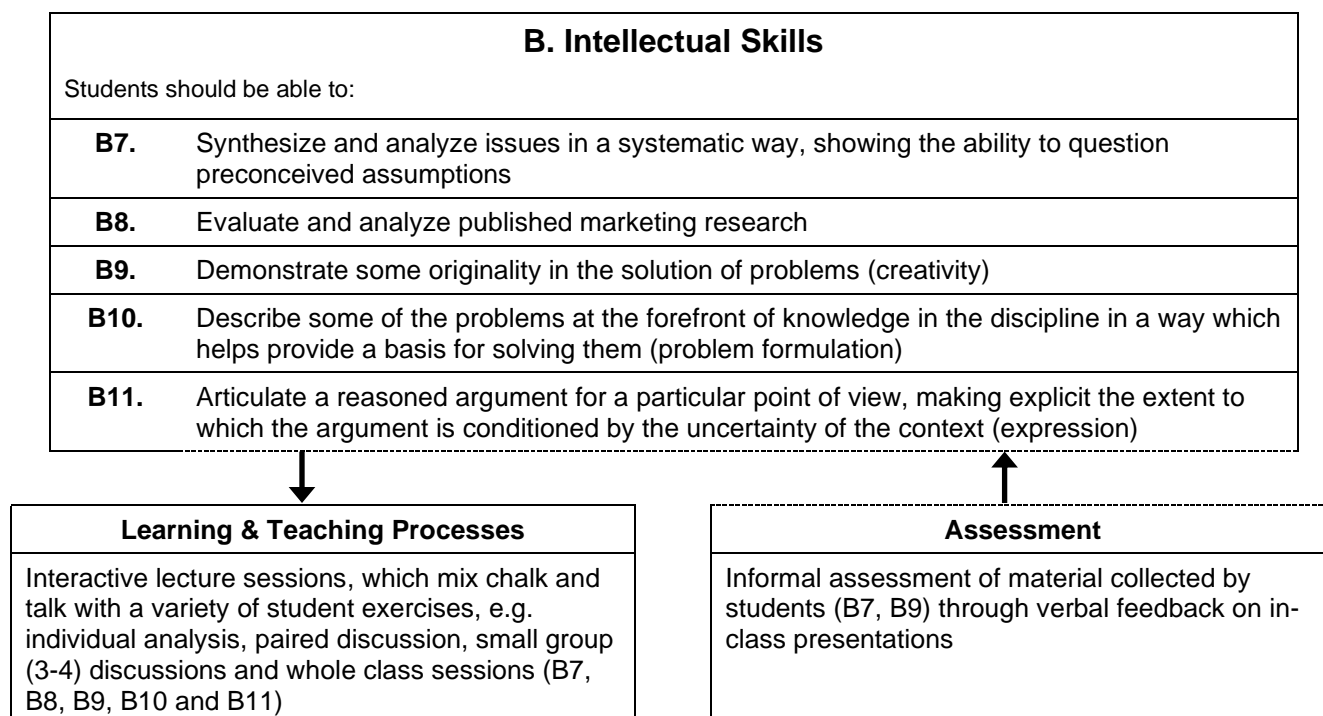 B. Intellectual Skills
Students should be able to:
B7. Synthesize and analyze issues in a systematic way, showing the ability to question
preconceived assumptions
B8. Evaluate and analyze published marketing research
B9. Demonstrate some originality in the solution of problems (creativity)
B10. Describe some of the problems at the forefront of knowledge in the discipline in a way which
helps provide a basis for solving them (problem formulation)
B11. Articulate a reasoned argument for a particular point of view, making explicit the extent to
which the argument is conditioned by the uncertainty of the context (expression)
Learning & Teaching Processes
Interactive lecture sessions, which mix chalk and
talk with a variety of student exercises, e.g.
individual analysis, paired discussion, small group
(3-4) discussions and whole class sessions (B7,
B8, B9, B10 and B11)
Assessment
Informal assessment of material collected by
students (B7, B9) through verbal feedback on in-
class presentations